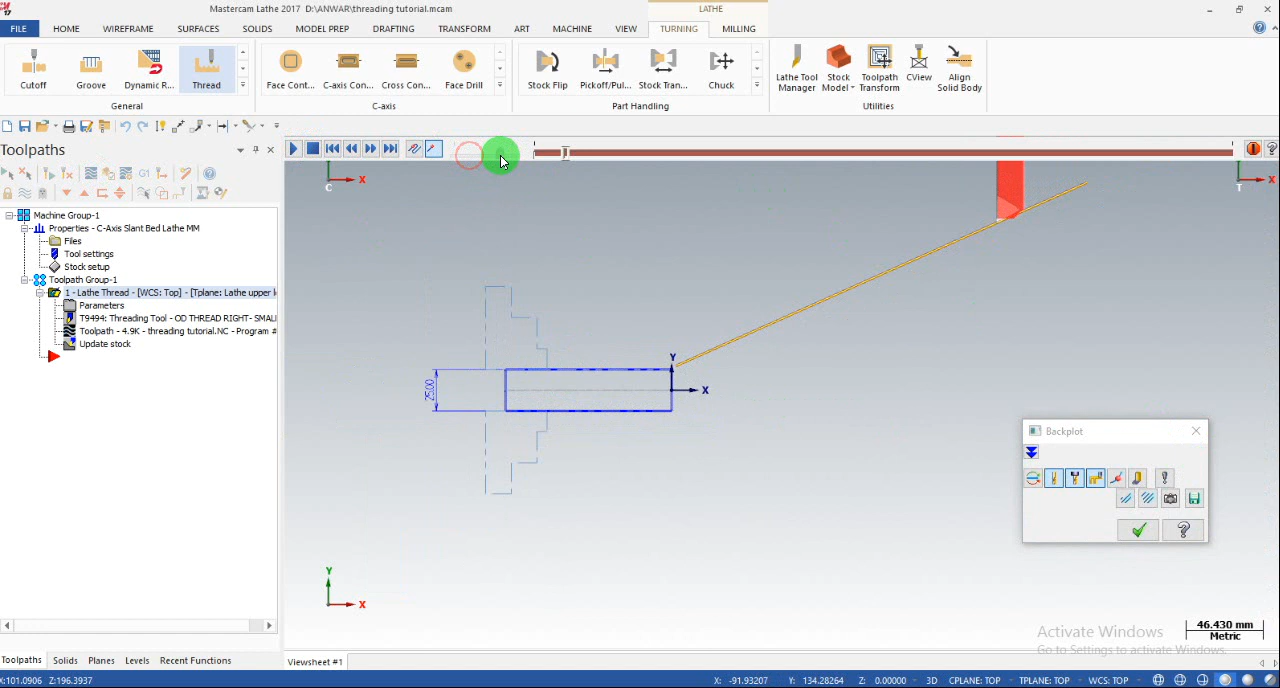 17
Mastercam Lathe 2017 D:\ANWAR\threading tutorial.mcam
LATHE
FILE HOME WIREFRAME SURFACES SOLIDS MODEL PREP DRAFTING TRANSFORM ART MACHINE VIEW TURNING MILLING
Cutoff Groove Dynamic R... Thread
Face Cont... C-axis Con... Cross Con... Face Drill
Stock Flip Pickoff/Pul... Stock Tran... Chuck
Lathe Tool Manager Stock Model Toolpath Transform CView Align Solid Body
General C-axis Part Handling Utilities
Toolpaths
G1
C X
T X
Machine Group-1
Properties - C-Axis Slant Bed Lathe MM
Files
Tool settings
Stock setup
Toolpath Group-1
1 - Lathe Thread - [WCS: Top] - [Tplane: Lathe upper l
Parameters
T9494: Threading Tool - OD THREAD RIGHT- SMAL
Toolpath - 4.9K - threading tutorial.NC - Program #
Update stock
Y
X
25.00
Backplot
Y
X
46.430 mm
Metric
Activate Windows
Go to Settings to activate Windows.
Toolpaths Solids Planes Levels Recent Functions
Viewsheet #1
X:101.0906 Z:196.3937
X: -91.93207 Y: 134.28264 Z: 0.00000 3D CPLANE: TOP TPLANE: TOP WCS: TOP